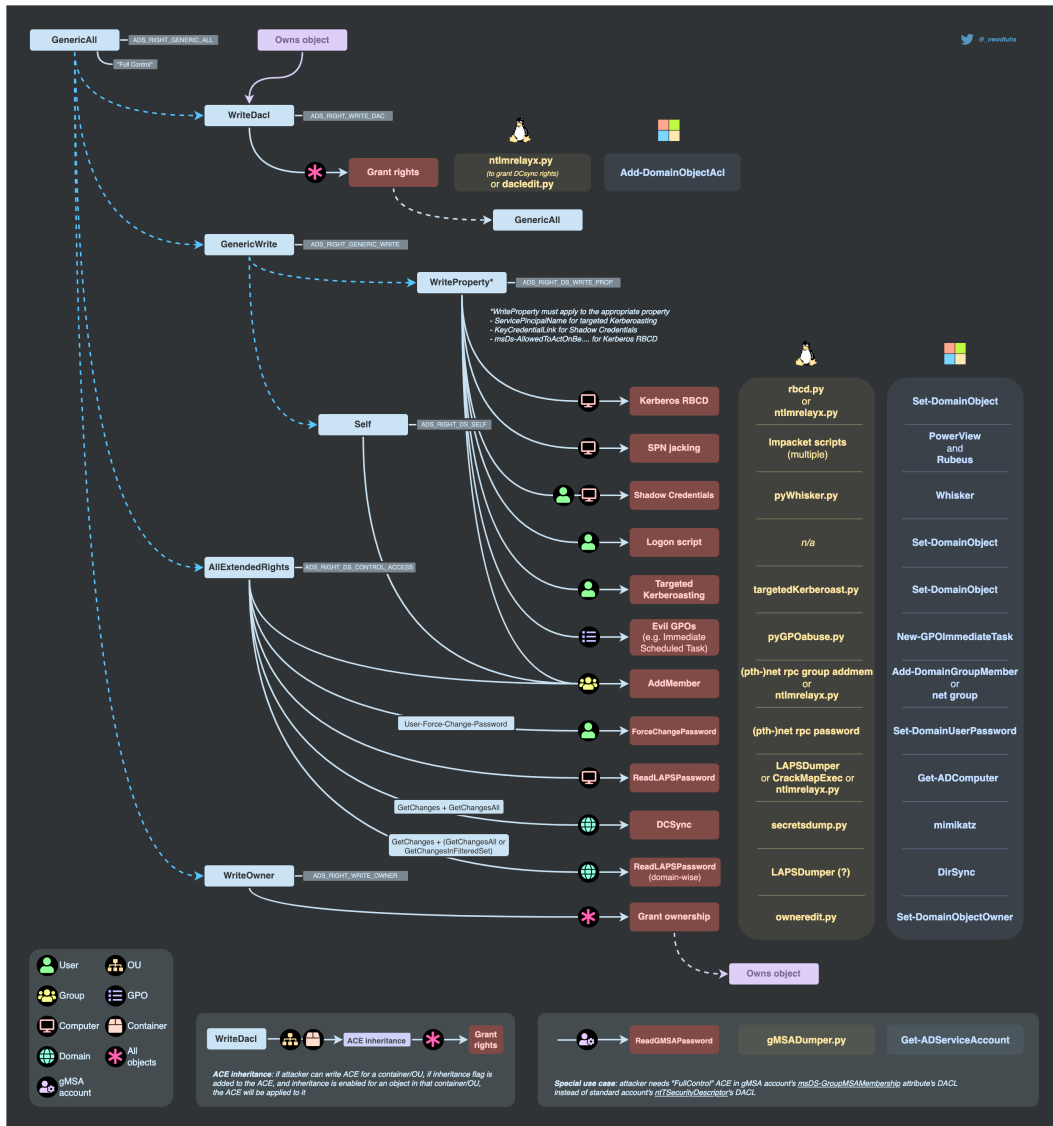 GenericAll
ADS_RIGHT_GENERIC_ALL
"Full Control"
Owns object
@_nwodtuhs
WriteDacl
ADS_RIGHT_WRITE_DAC
Grant rights
ntlmrelayx.py
(to grant DCsync rights)
or dacledit.py
Add-DomainObjectAcl
GenericAll
GenericWrite
ADS_RIGHT_GENERIC_WRITE
WriteProperty*
ADS_RIGHT_DS_WRITE_PROP
*WriteProperty must apply to the appropriate property
- ServicePincipalName for targeted Kerberoasting
- KeyCredentialLink for Shadow Credentials
- msDs-AllowedToActOnBe.... for Kerberos RBCD
Kerberos RBCD
rbcd.py
or
ntlmrelayx.py
Set-DomainObject
Self
ADS_RIGHT_DS_SELF
SPN jacking
Impacket scripts
(multiple)
PowerView
and
Rubeus
Shadow Credentials
pyWhisker.py
Whisker
Logon script
n/a
Set-DomainObject
AllExtendedRights
ADS_RIGHT_DS_CONTROL_ACCESS
Targeted
Kerberoasting
targetedKerberoast.py
Set-DomainObject
Evil GPOs
(e.g. Immediate
Scheduled Task)
pyGPOabuse.py
New-GPOImmediateTask
AddMember
(pth-)net rpc group addmem
or
ntlmrelayx.py
Add-DomainGroupMember
or
net group
User-Force-Change-Password
ForceChangePassword
(pth-)net rpc password
Set-DomainUserPassword
ReadLAPSPassword
LAPSDumper
or CrackMapExec or
ntlmrelayx.py
Get-ADComputer
GetChanges + GetChangesAll
DCSync
secretsdump.py
mimikatz
GetChanges + (GetChangesAll or
GetChangesInFilteredSet)
ReadLAPSPassword
(domain-wise)
LAPSDumper (?)
DirSync
WriteOwner
ADS_RIGHT_WRITE_OWNER
Grant ownership
owneredit.py
Set-DomainObjectOwner
Owns object
User
OU
Group
GPO
Computer
Container
Domain
All
objects
gMSA
account
WriteDacl
ACE inheritance
Grant
rights
ACE inheritance: if attacker can write ACE for a container/OU, if inheritance flag is
added to the ACE, and inheritance is enabled for an object in that container/OU,
the ACE will be applied to it
ReadGMSAPassword
gMSADumper.py
Get-ADServiceAccount
Special use case: attacker needs "FullControl" ACE in gMSA account's msDS-GroupMSAMembership attribute's DACL
instead of standard account's ntTSecurityDescriptor's DACL